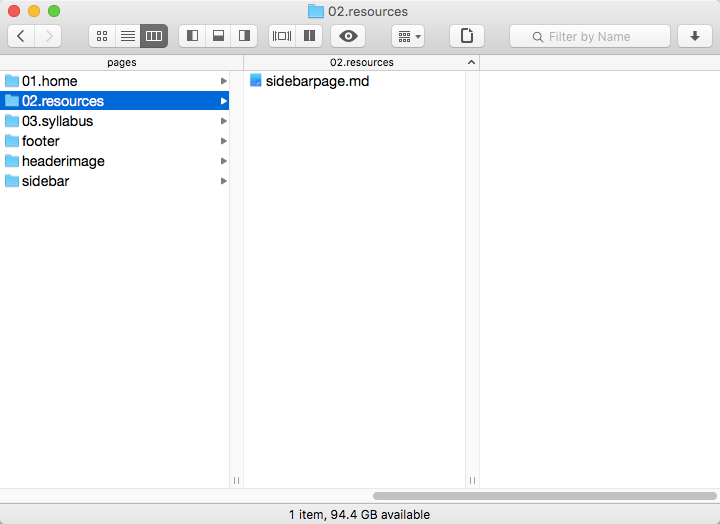 02.resources
Filter by Name
pages
02.resources
01.home
sidebarpage.md
02.resources
03.syllabus
footer
headerimage
sidebar
1 item, 94.4 GB available